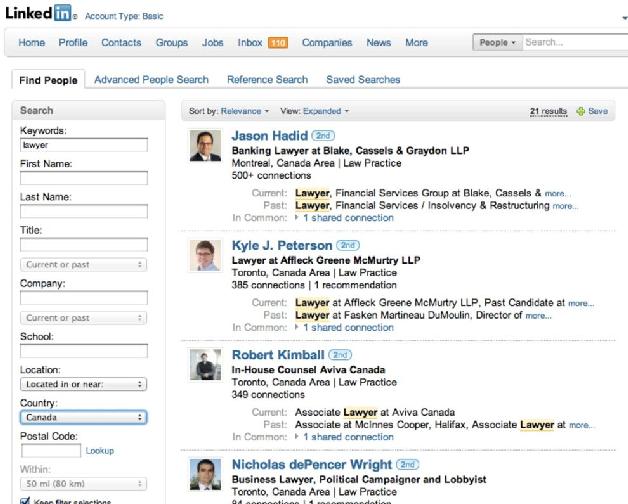 LinkedIn® Account Type: Basic
Home Profile Contacts Groups Jobs Inbox 110 Companies News More People Search...
Find People Advanced People Search Reference Search Saved Searches
Search
Keywords:
lawyer
First Name:
Last Name:
Title:
Current or past
Company:
Current or past
School:
Location:
Located in or near:
Country:
Canada
Postal Code:
Lookup
Within:
50 mi (80 km)
Keep filter selections
Sort by: Relevance View: Expanded 21 results Save
Jason Hadid 2nd
Banking Lawyer at Blake, Cassels & Graydon LLP
Montreal, Canada Area | Law Practice
500+ connections
Current: Lawyer, Financial Services Group at Blake, Cassels & more...
Past: Lawyer, Financial Services / Insolvency & Restructuring more...
In Common: 1 shared connection
Kyle J. Peterson 2nd
Lawyer at Affleck Greene McMurtry LLP
Toronto, Canada Area | Law Practice
385 connections | 1 recommendation
Current: Lawyer at Affleck Greene McMurtry LLP, Past Candidate at more...
Past: Lawyer at Fasken Martineau DuMoulin, Director of more...
In Common: 1 shared connection
Robert Kimball 2nd
In-House Counsel Aviva Canada
Toronto, Canada Area | Law Practice
349 connections
Current: Associate Lawyer at Aviva Canada
Past: Associate at McInnes Cooper, Halifax, Associate Lawyer at more...
In Common: 1 shared connection
Nicholas dePencer Wright 2nd
Business Lawyer, Political Campaigner and Lobbyist
Toronto, Canada Area | Law Practice
84 connections | 1 recommendation